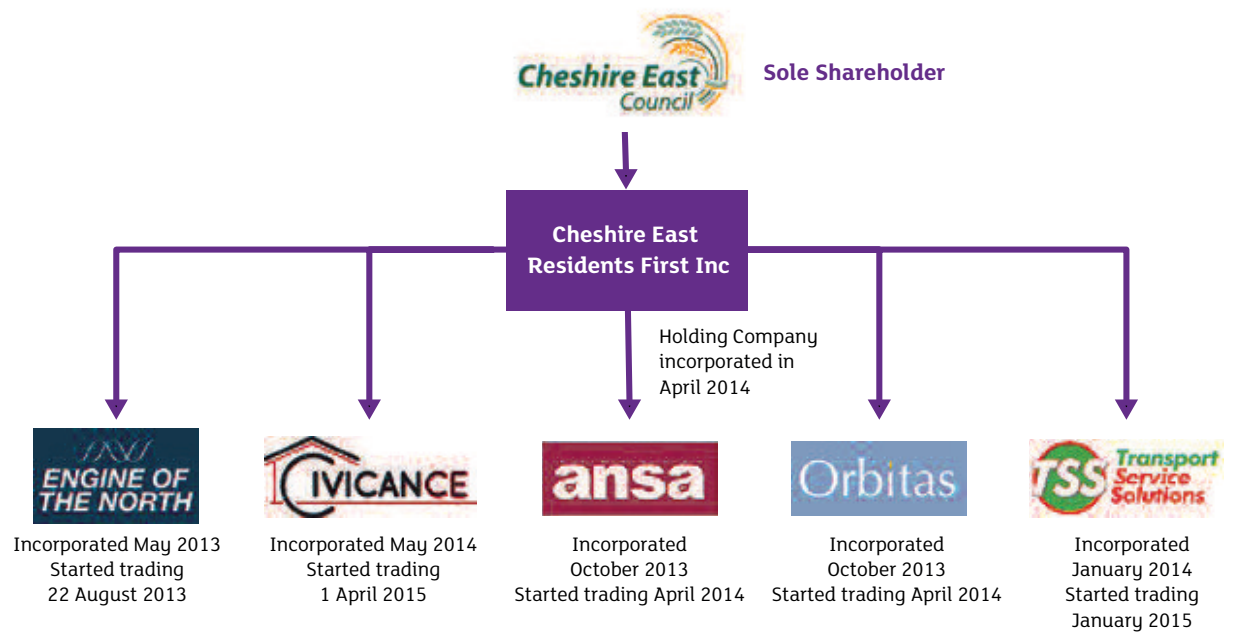 Cheshire East
Council
Sole Shareholder
Cheshire East
Residents First Inc
Holding Company
incorporated in
April 2014
ENGINE OF
THE NORTH
Incorporated May 2013
Started trading
22 August 2013
CIVICANCE
Incorporated May 2014
Started trading
1 April 2015
ansa
Incorporated
October 2013
Started trading April 2014
Orbitas
Incorporated
October 2013
Started trading April 2014
TSS Transport
Service
Solutions
Incorporated
January 2014
Started trading
January 2015